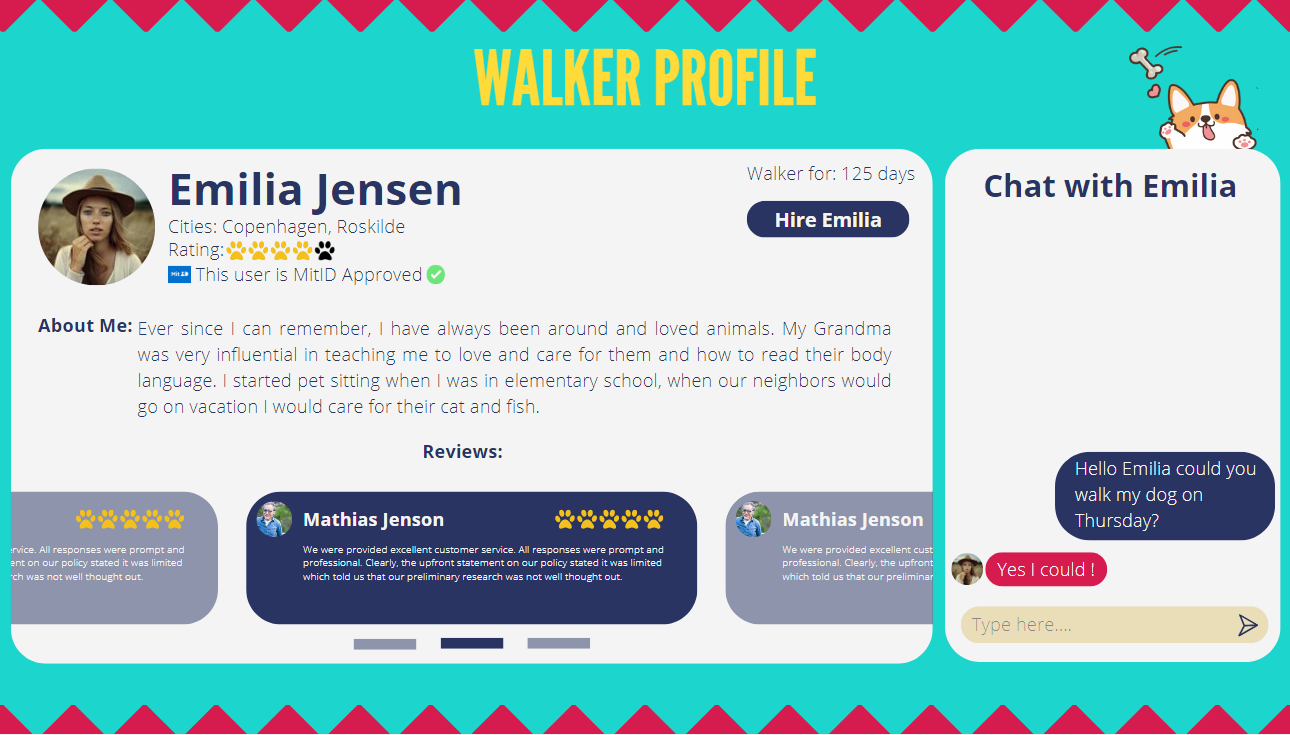 WALKER PROFILE
Emilia Jensen
Cities: Copenhagen, Roskilde
Rating:
Mit ID This user is MitID Approved
Walker for: 125 days
Hire Emilia
About Me:
Ever since I can remember, I have always been around and loved animals. My Grandma
was very influential in teaching me to love and care for them and how to read their body
language. I started pet sitting when I was in elementary school, when our neighbors would
go on vacation I would care for their cat and fish.
Reviews:
rvice. All responses were prompt and
ent on our policy stated it was limited
rch was not well thought out.
Mathias Jenson
We were provided excellent customer service. All responses were prompt and
professional. Clearly, the upfront statement on our policy stated it was limited
which told us that our preliminary research was not well thought out.
Mathias Jenson
We were provided excellent cust
professional. Clearly, the upfront
which told us that our preliminar
Chat with Emilia
Hello Emilia could you
walk my dog on
Thursday?
Yes I could !
Type here....